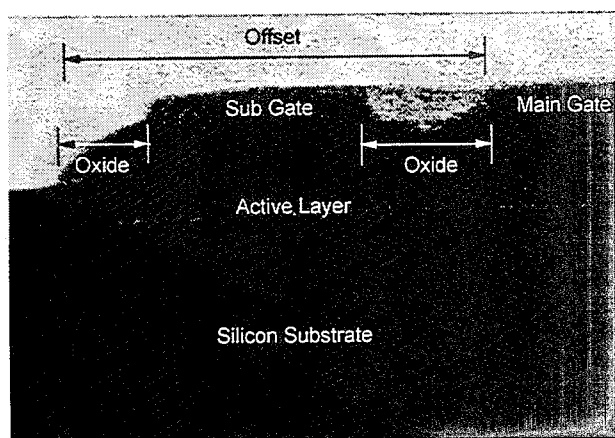 Offset
Sub Gate
Main Gate
Oxide
Oxide
Active Layer
Silicon Substrate